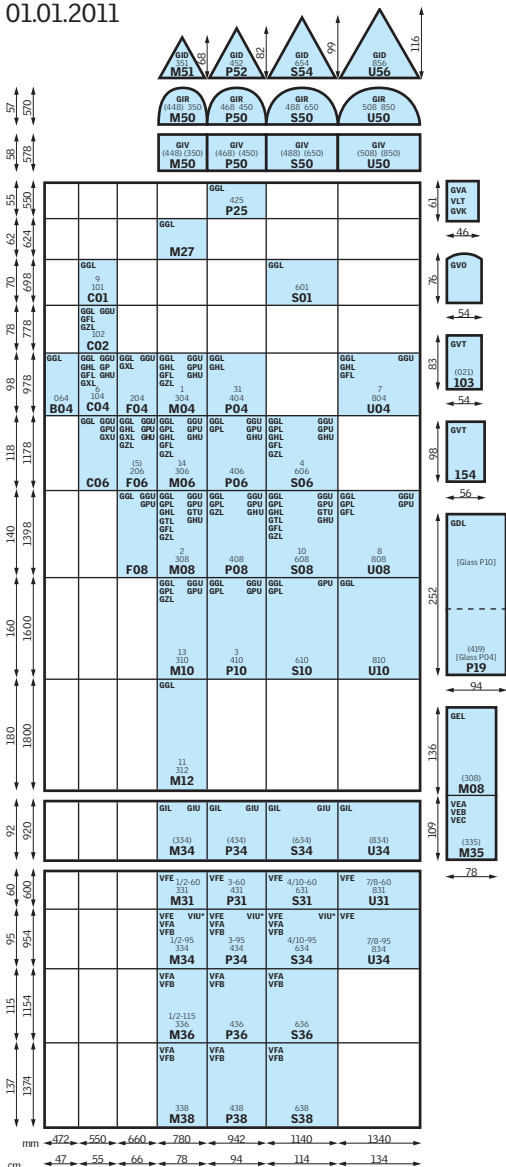 01.01.2011
GID
351
M51
68
GID
452
P52
82
GID
654
S54
99
GID
856
U56
116
57 570
GIR
(448) 350
M50
GIR
468 450
P50
GIR
488 650
S50
GIR
508 850
U50
58 578
GIV
(448) (350)
M50
GIV
(468) (450)
P50
GIV
(488) (650)
S50
GIV
(508) (850)
U50
55 550
GGL
425
P25
62 624
GGL
M27
70 698
GGL
9
101
C01
GGL
601
S01
78 778
GGL GGU
GFL
GZL
102
C02
98 978
GGL
064
B04
GGL GGU
GHL GP
GFL GHU
GXL
6
104
C04
GGL GGU
GXL
204
F04
GGL GGU
GHL GPU
GFL GHU
GZL
1
304
M04
GGL
GHL
31
404
P04
GGL GGU
GHL
GFL
7
804
U04
118 1178
GGL GGU
GPU
GXU
C06
GGL GGU
GHL GPU
GXL GHU
GZL
(5)
206
F06
GGL GGU
GPL GPU
GHL GHU
GFL
GZL
14
306
M06
GGL GGU
GPL GPU
GHU
406
P06
GGL GGU
GPL GPU
GHL GHU
GFL
GZL
4
606
S06
140 1398
GGL GGU
GPU
F08
GGL GGU
GPL GPU
GHL GTU
GTL GHU
GFL
GZL
2
308
M08
GGL GGU
GPL GPU
GZL GHU
408
P08
GGL GGU
GPL GPU
GHL GTU
GTL GHU
GFL
GZL
10
608
S08
GGL GGU
GPL GPU
GFL
8
808
U08
160 1600
GGL GGU
GPL GPU
GZL
13
310
M10
GGL GGU
GPL GPU
3
410
P10
GGL GPU
GPL
610
S10
GGL
810
U10
180 1800
GGL
11
312
M12
92 920
GIL GIU
(334)
M34
GIL GIU
(434)
P34
GIL GIU
(634)
S34
GIL
(834)
U34
60 600
VFE 1/2-60
331
M31
VFE 3-60
431
P31
VFE 4/10-60
631
S31
VFE 7/8-60
831
U31
95 954
VFE VIU*
VFA
VFB
1/2-95
334
M34
VFE VIU*
VFA
VFB
3-95
434
P34
VFE VIU*
VFA
VFB
4/10-95
634
S34
VFE
7/8-95
834
U34
115 1154
VFA
VFB
1/2-115
336
M36
VFA
VFB
436
P36
VFA
VFB
636
S36
137 1374
VFA
VFB
338
M38
VFA
VFB
438
P38
VFA
VFB
638
S38
mm 472 550 660 780 942 1140 1340
cm 47 55 66 78 94 114 134
61
GVA
VLT
GVK
46
76
GVO
54
83
GVT
(021)
103
54
98
GVT
154
56
252
GDL
[Glass P10]
(419)
[Glass P04]
P19
94
136
GEL
(308)
M08
109
VEA
VEB
VEC
(335)
M35
78